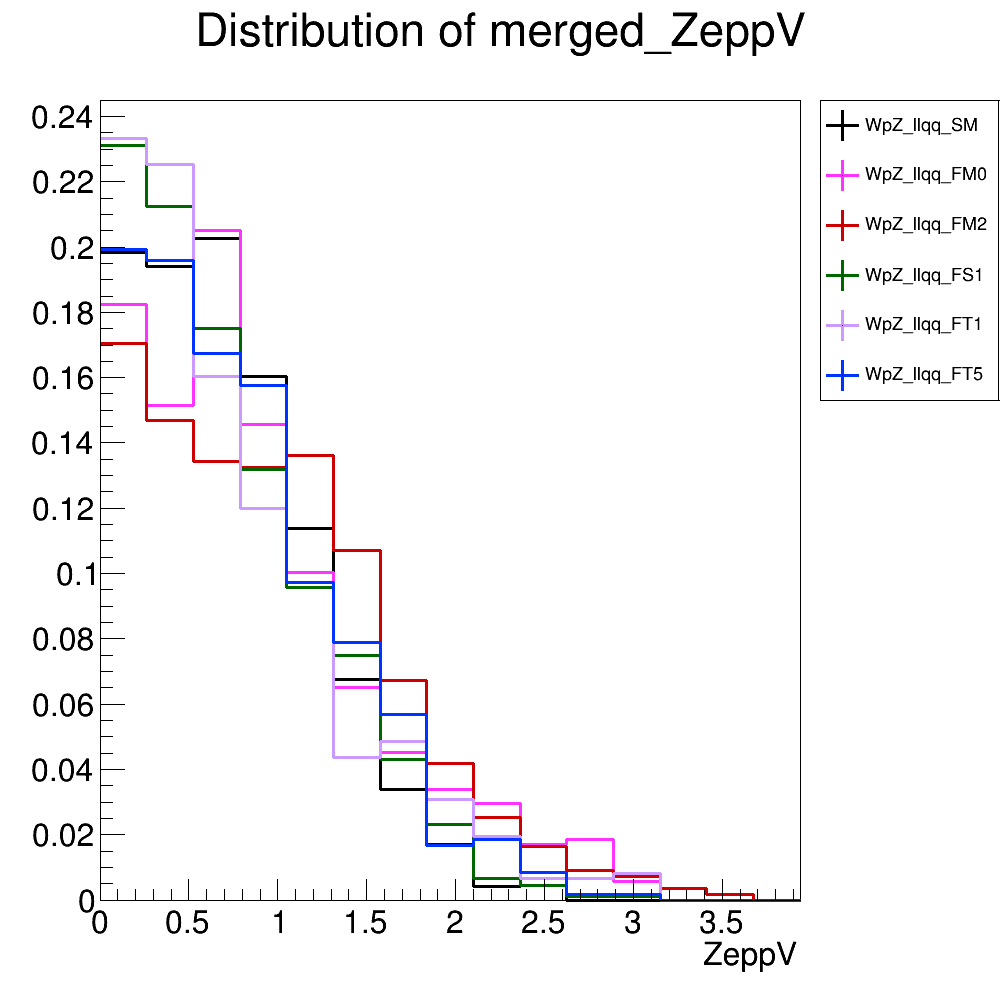 Distribution of merged_ZeppV
0.24
0.22
0.2
0.18
0.16
0.14
0.12
0.1
0.08
0.06
0.04
0.02
0
0 0.5 1 1.5 2 2.5 3 3.5
ZeppV
WpZ_llqq_SM
WpZ_llqq_FM0
WpZ_llqq_FM2
WpZ_llqq_FS1
WpZ_llqq_FT1
WpZ_llqq_FT5